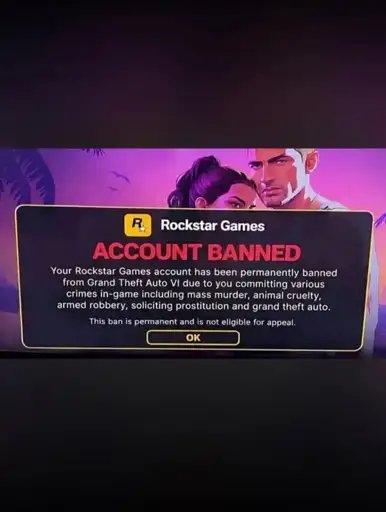 R★
Rockstar Games
ACCOUNT BANNED
Your Rockstar Games account has been permanently banned
from Grand Theft Auto VI due to you committing various
crimes in-game including mass murder, animal cruelty,
armed robbery, soliciting prostitution and grand theft auto.
This ban is permanent and is not eligible for appeal.
OK